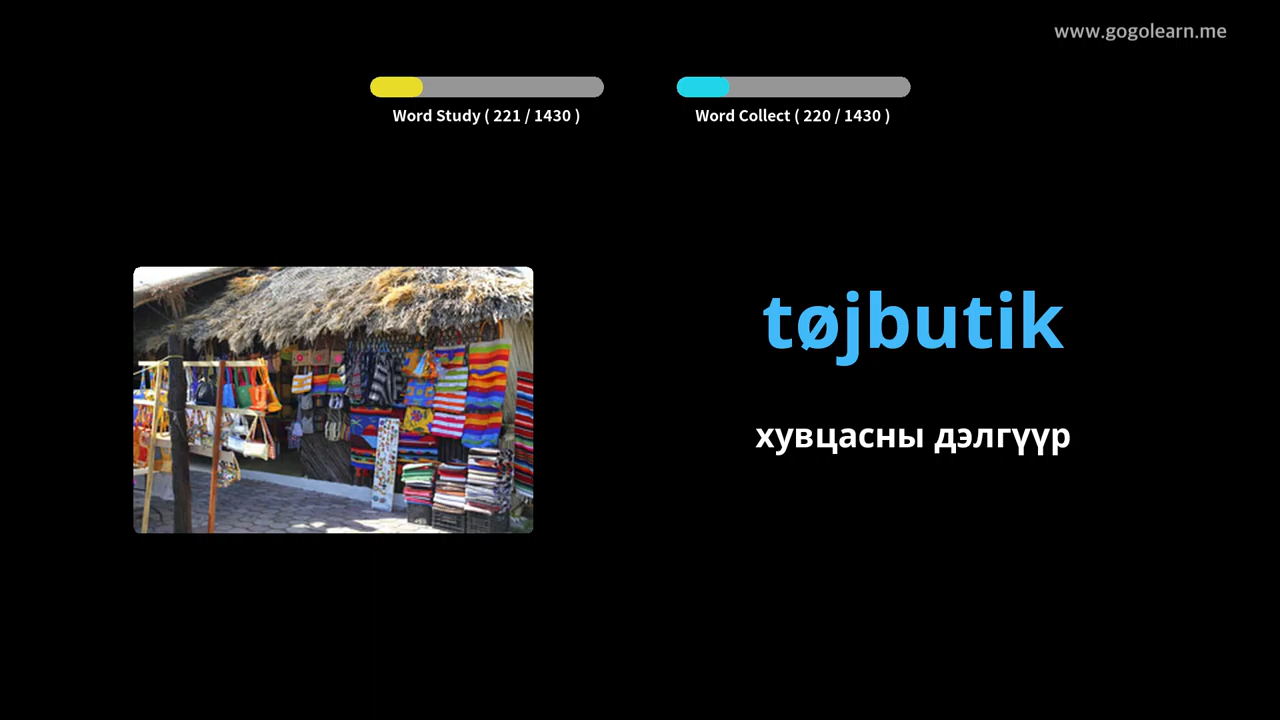 www.gogolearn.me
Word Study ( 221 / 1430 )
Word Collect ( 220 / 1430 )
tøjbutik
хувцасны дэлгүүр